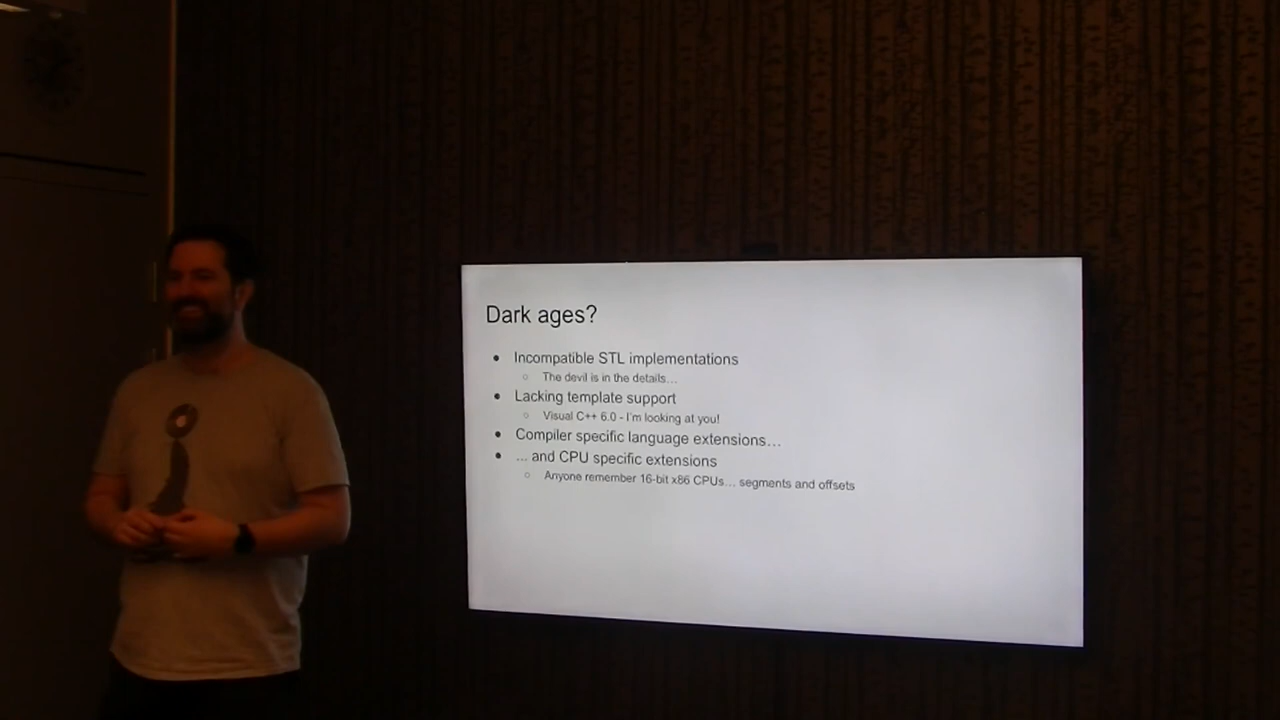 Dark ages?
● Incompatible STL implementations
○ The devil is in the details…
● Lacking template support
○ Visual C++ 6.0 - I'm looking at you!
● Compiler specific language extensions…
● … and CPU specific extensions
○ Anyone remember 16-bit x86 CPUs… segments and offsets